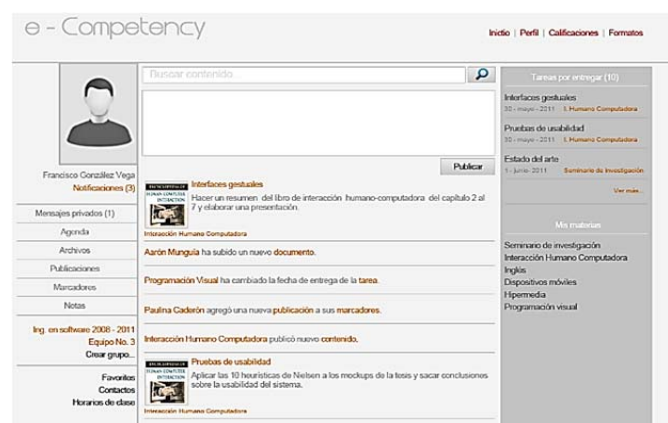 e - Competency
Inicio | Perfil | Calificaciones | Formatos
Buscar contenido...
Publicar
Francisco González Vega
Notificaciones (3)
Mensajes privados (1)
Agenda
Archivos
Publicaciones
Marcadores
Notas
Ing. en software 2008 - 2011
Equipo No. 3
Crear grupo...
Favoritos
Contactos
Horarios de clase
Interfaces gestuales
Hacer un resumen del libro de interacción humano-computadora del capítulo 2 al
7 y elaborar una presentación.
HUMAN COMPUTER
INTERACTION
Interacción Humano Computadora
Aarón Munguía ha subido un nuevo documento.
Programación Visual ha cambiado la fecha de entrega de la tarea.
Paulina Caderón agregó una nueva publicación a sus marcadores.
Interacción Humano Computadora publicó nuevo contenido,
Pruebas de usabilidad
Aplicar las 10 heurísticas de Nielsen a los mockups de la tesis y sacar conclusiones
sobre la usabilidad del sistema.
HUMAN COMPUTER
INTERACTION
Interacción Humano Computadora
Tareas por entregar (10)
Interfaces gestuales
30 - mayo - 2011 I. Humano Computadora
Pruebas de usabilidad
30 - mayo - 2011 I. Humano Computadora
Estado del arte
1 - junio- 2011 Seminario de Investigación
Ver más...
Mis materias
Seminario de investigación
Interacción Humano Computadora
Inglés
Dispositivos móviles
Hipermedia
Programación visual